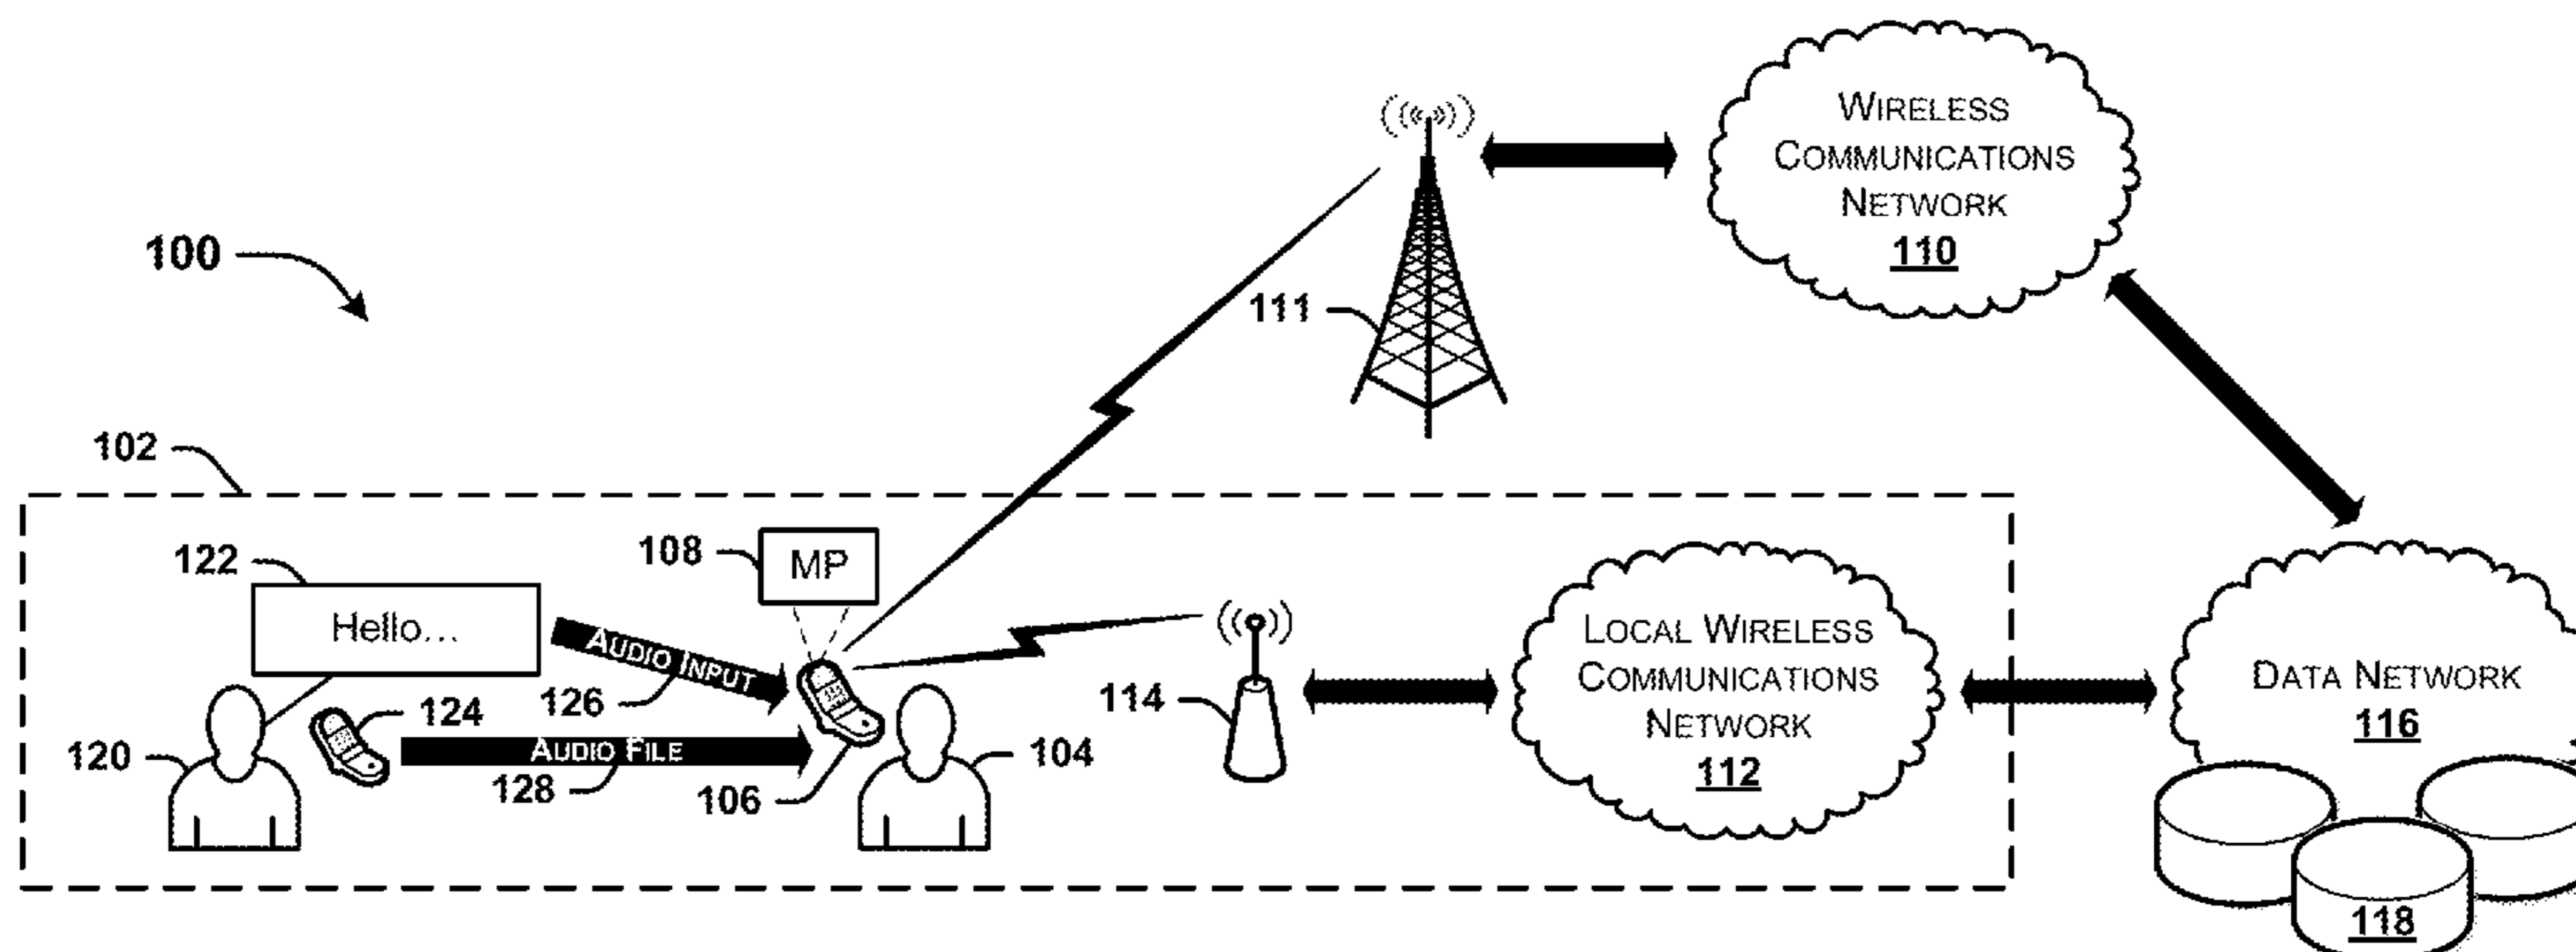 WIRELESS
COMMUNICATIONS
NETWORK
110
100
111
102
122
108
MP
Hello...
AUDIO INPUT
126
124
120
AUDIO FILE
128
106
104
114
LOCAL WIRELESS
COMMUNICATIONS
NETWORK
112
DATA NETWORK
116
118